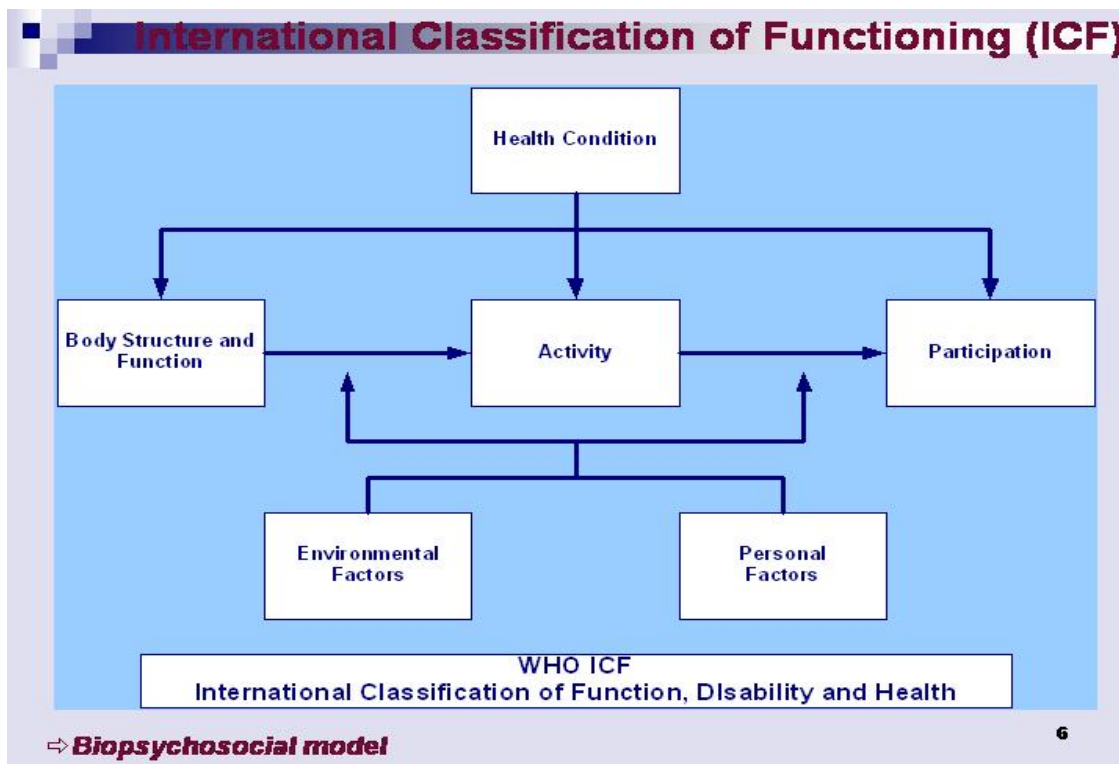 International Classification of Functioning (ICF)
Health Condition
Body Structure and
Function
Activity
Participation
Environmental
Factors
Personal
Factors
WHO ICF
International Classification of Function, DIsability and Health
⇨Biopsychosocial model
6